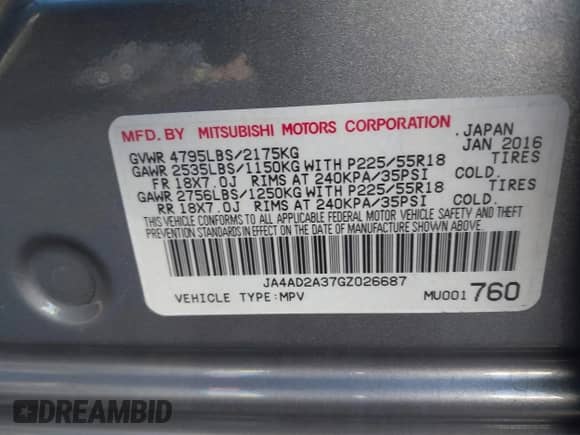 MFD. BY MITSUBISHI MOTORS CORPORATION . JAPAN
GVWR 4795LBS/2175KG JAN 2016
GAWR 2535LBS/1150KG WITH P225/55R18 TIRES
FR 18X7.0J RIMS AT 240KPA/35PSI COLD.
GAWR 2756LBS/1250KG WITH P225/55R18 TIRES
RR 18X7.0J RIMS AT 240KPA/35PSI COLD.
THIS VEHICLE CONFORMS TO ALL APPLICABLE FEDERAL MOTOR VEHICLE SAFETY AND THEFT
PREVENTION STANDARDS IN EFFECT ON THE DATE OF MANUFACTURE SHOWN ABOVE.
JA4AD2A37GZ026687
VEHICLE TYPE:MPV MU001760
DREAMBID